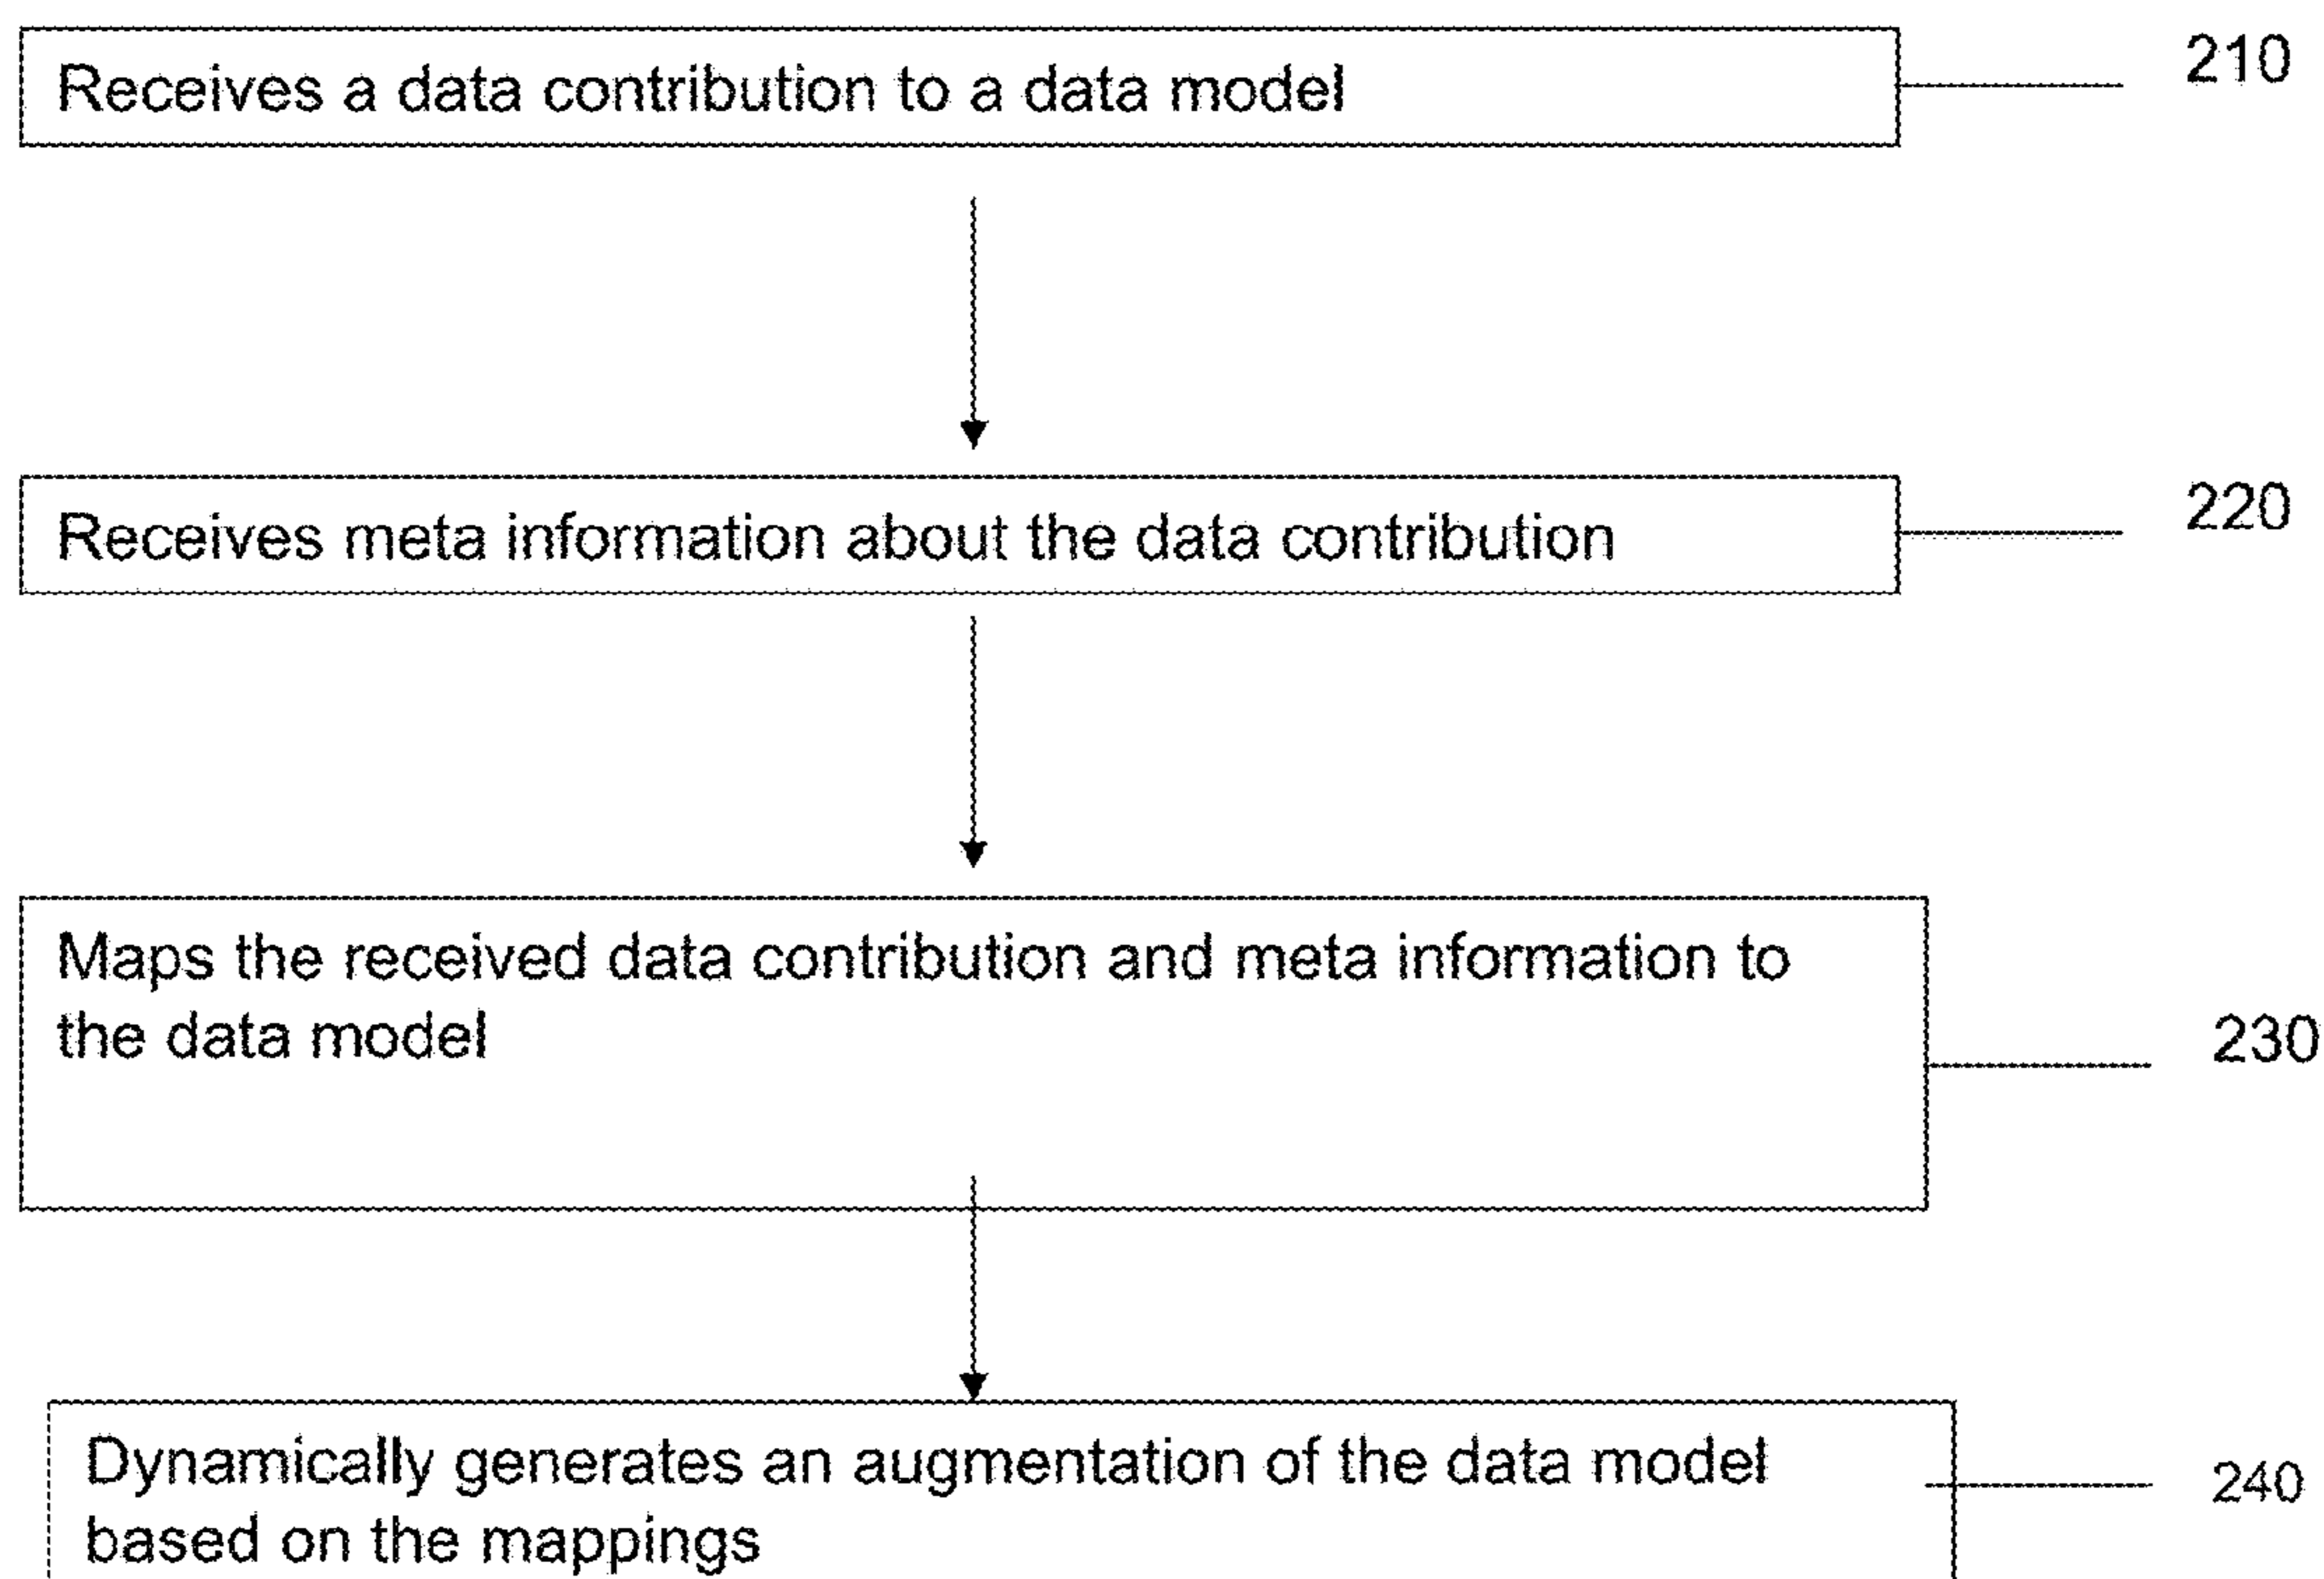 Receives a data contribution to a data model
210
Receives meta information about the data contribution
220
Maps the received data contribution and meta information to
the data model
230
Dynamically generates an augmentation of the data model
based on the mappings
240